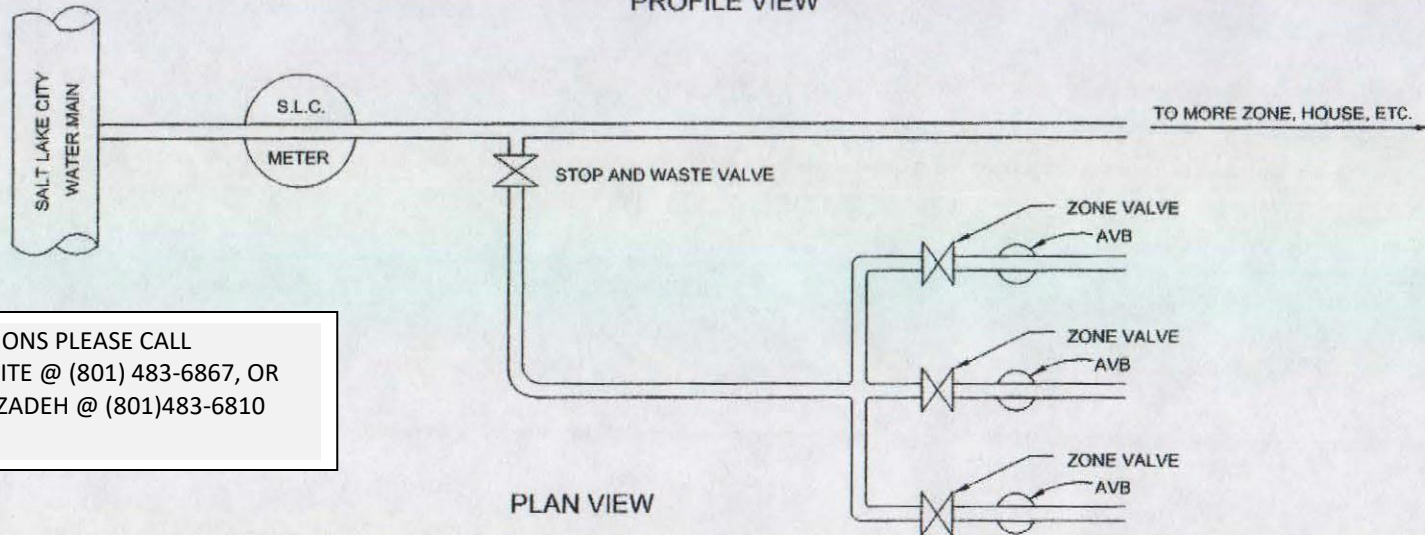 PROFILE VIEW
SALT LAKE CITY
WATER MAIN
S.L.C.
METER
TO MORE ZONE, HOUSE, ETC.
STOP AND WASTE VALVE
ZONE VALVE
AVB
ZONE VALVE
AVB
ZONE VALVE
AVB
ONS PLEASE CALL
ITE @ (801) 483-6867, OR
ZADEH @ (801)483-6810
PLAN VIEW